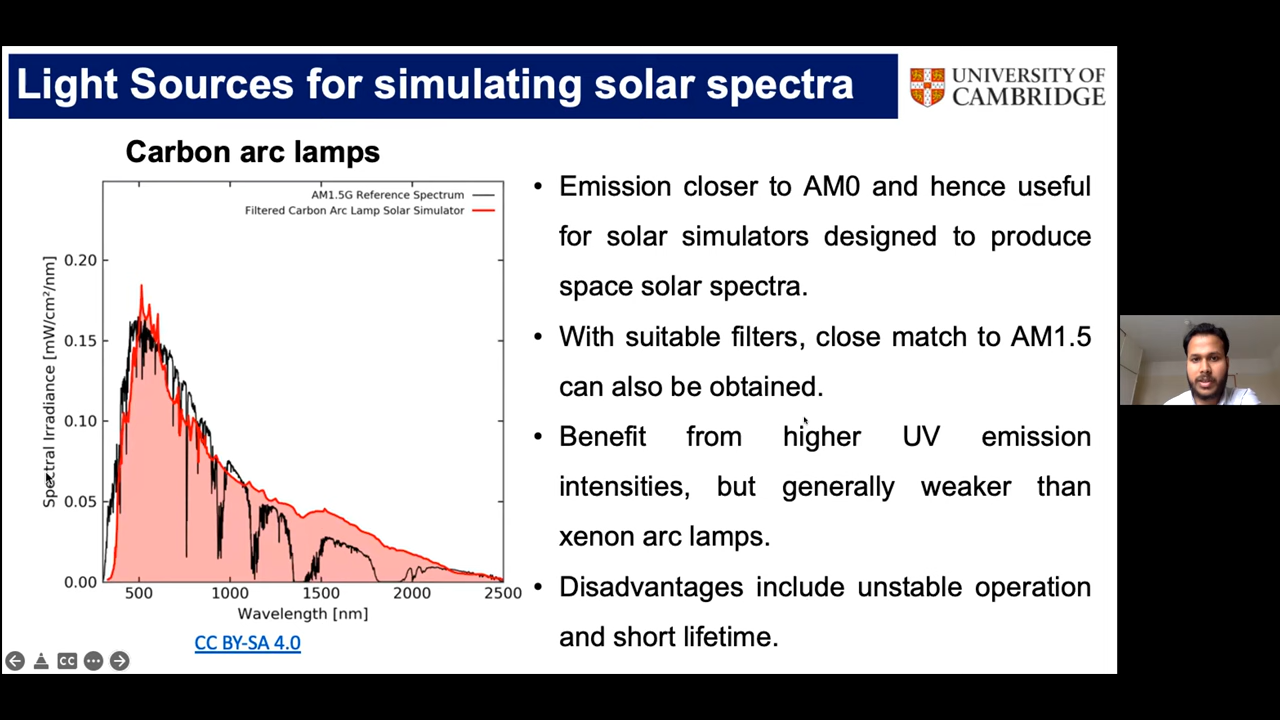 Light Sources for simulating solar spectra
UNIVERSITY OF
CAMBRIDGE
Carbon arc lamps
AM1.5G Reference Spectrum
Filtered Carbon Arc Lamp Solar Simulator
Spectral Irradiance [mW/cm²/nm]
0.20
0.15
0.10
0.05
0.00
500 1000 1500 2000 2500
Wavelength [nm]
CC BY-SA 4.0
• Emission closer to AM0 and hence useful
for solar simulators designed to produce
space solar spectra.
• With suitable filters, close match to AM1.5
can also be obtained.
• Benefit from higher UV emission
intensities, but generally weaker than
xenon arc lamps.
• Disadvantages include unstable operation
and short lifetime.
CC